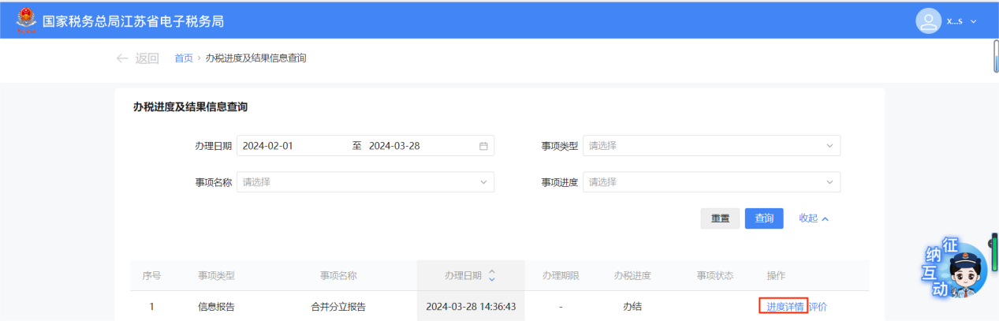 国家税务总局江苏省电子税务局
X...S
返回 首页 › 办税进度及结果信息查询
办税进度及结果信息查询
办理日期 2024-02-01 至 2024-03-28 事项类型 请选择
事项名称 请选择 事项进度 请选择
重置 查询 收起
征纳互动
序号 事项类型 事项名称 办理日期 办理期限 办税进度 事项状态 操作
1 信息报告 合并分立报告 2024-03-28 14:36:43 - 办结 进度详情 评价